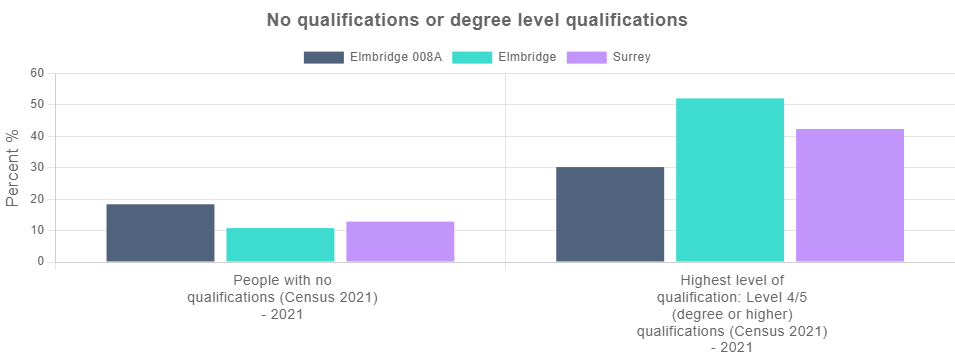 No qualifications or degree level qualifications
Elmbridge 008A Elmbridge Surrey
60
50
40
30
20
10
0
Percent %
People with no
qualifications (Census 2021)
- 2021
Highest level of
qualification: Level 4/5
(degree or higher)
qualifications (Census 2021)
- 2021